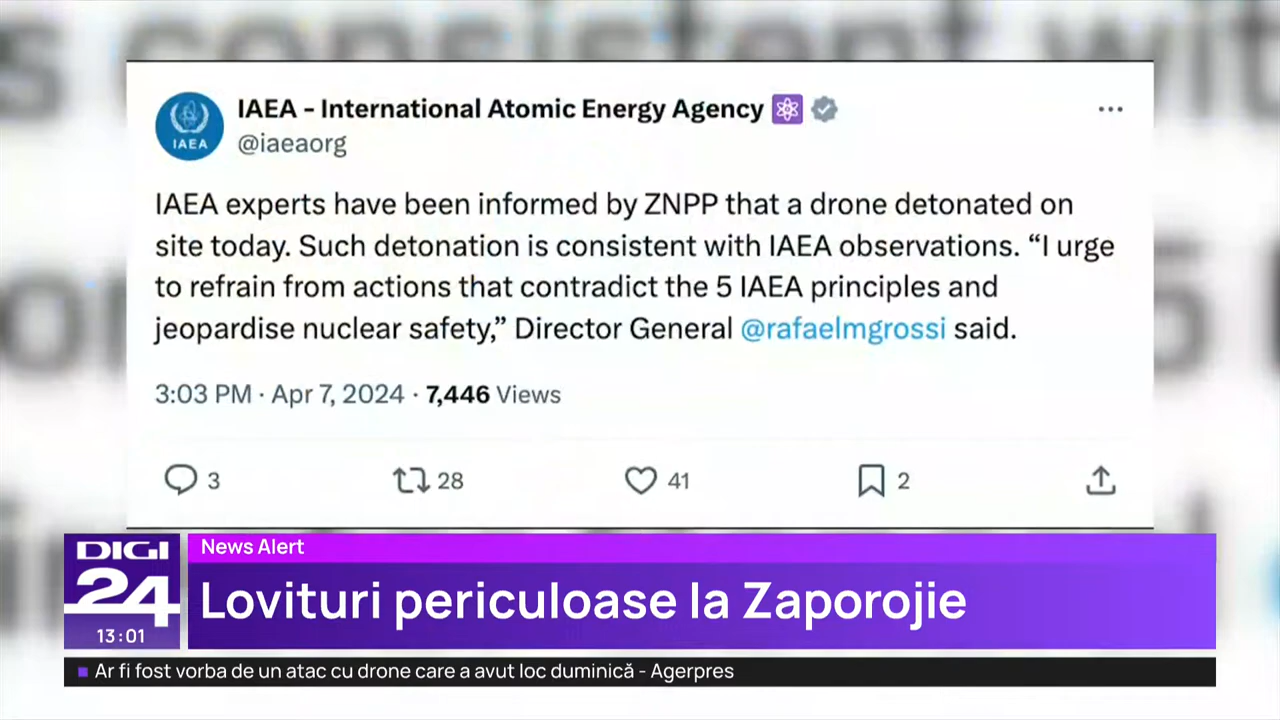 IAEA - International Atomic Energy Agency
IAEA
@iaeaorg
IAEA experts have been informed by ZNPP that a drone detonated on
site today. Such detonation is consistent with IAEA observations. “I urge
to refrain from actions that contradict the 5 IAEA principles and
jeopardise nuclear safety,” Director General @rafaelmgrossi said.
3:03 PM · Apr 7, 2024 · 7,446 Views
3 28 41 2
DIGI
24
13:01
News Alert
Lovituri periculoase la Zaporojie
Ar fi fost vorba de un atac cu drone care a avut loc duminică - Agerpres